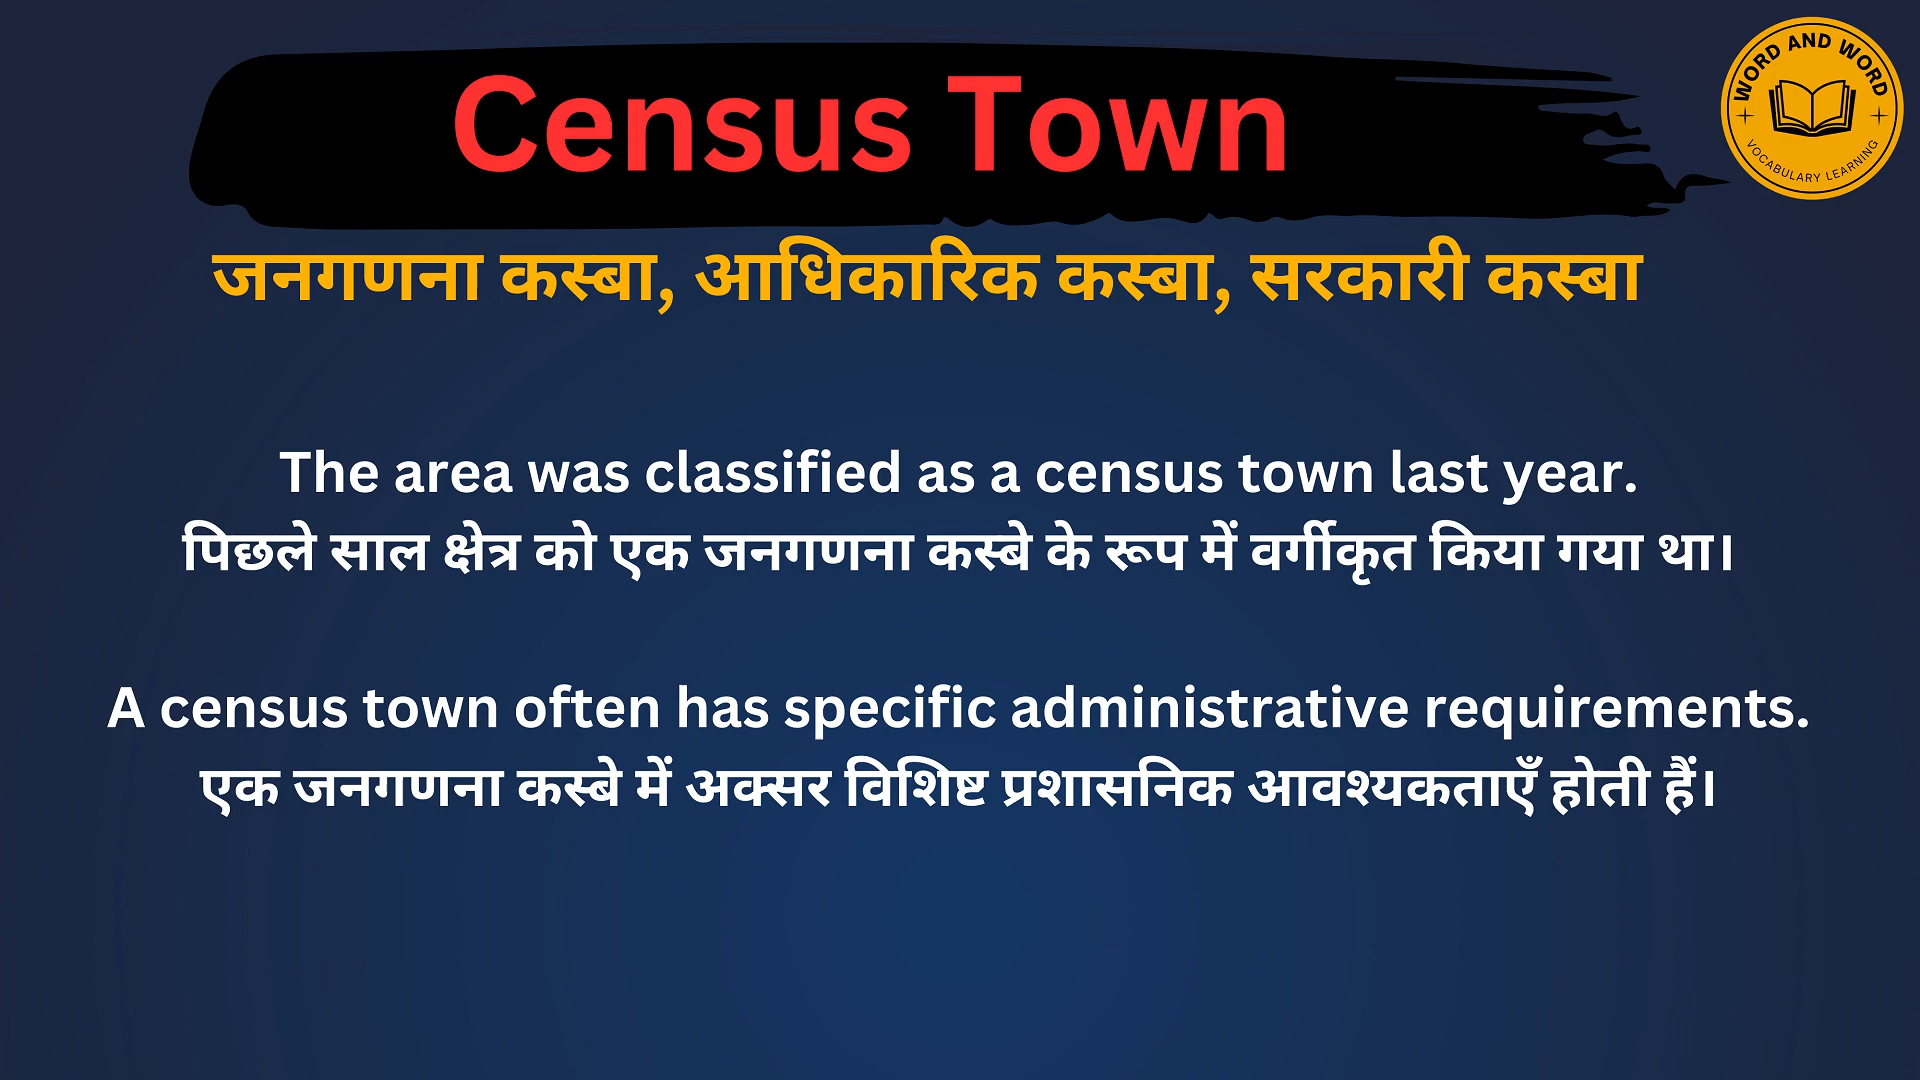 Census Town
WORD AND WORD
VOCABULARY LEARNING
जनगणना कस्बा, आधिकारिक कस्बा, सरकारी कस्बा
The area was classified as a census town last year.
पिछले साल क्षेत्र को एक जनगणना कस्बे के रूप में वर्गीकृत किया गया था।
A census town often has specific administrative requirements.
एक जनगणना कस्बे में अक्सर विशिष्ट प्रशासनिक आवश्यकताएँ होती हैं।